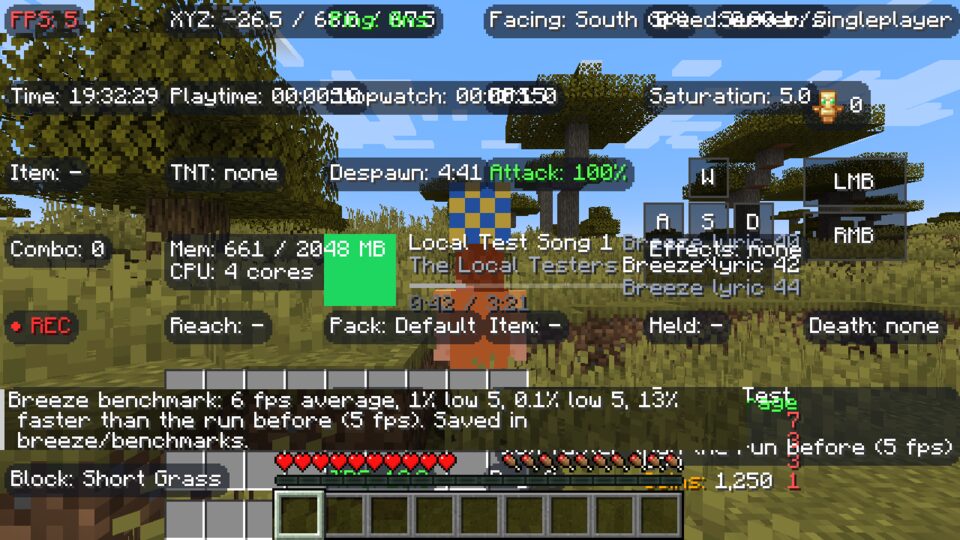 FPS: 5
XYZ: -26.5 /
Facing: South
Singleplayer
Time: 19:32:29
Playtime:
Stopwatch:
Saturation: 5.0
0
Item: -
TNT: none
Despawn: 4:41
Attack: 100%
W
LMB
A S D
RMB
Combo: 0
Mem: 661 / 2048 MB
CPU: 4 cores
Local Test Song 1
The Local Testers
0:42 / 3:21
Breeze lyric
Effects: none
Breeze lyric 42
Breeze lyric 44
REC
Reach: -
Pack: Default
Item: -
Held: -
Death: none
Breeze benchmark: 6 fps average, 1% low 5, 0.1% low 5, 13%
faster than the run before (5 fps). Saved in
breeze/benchmarks.
Test
7
run before (5 fps)
Block: Short Grass
1,250
1